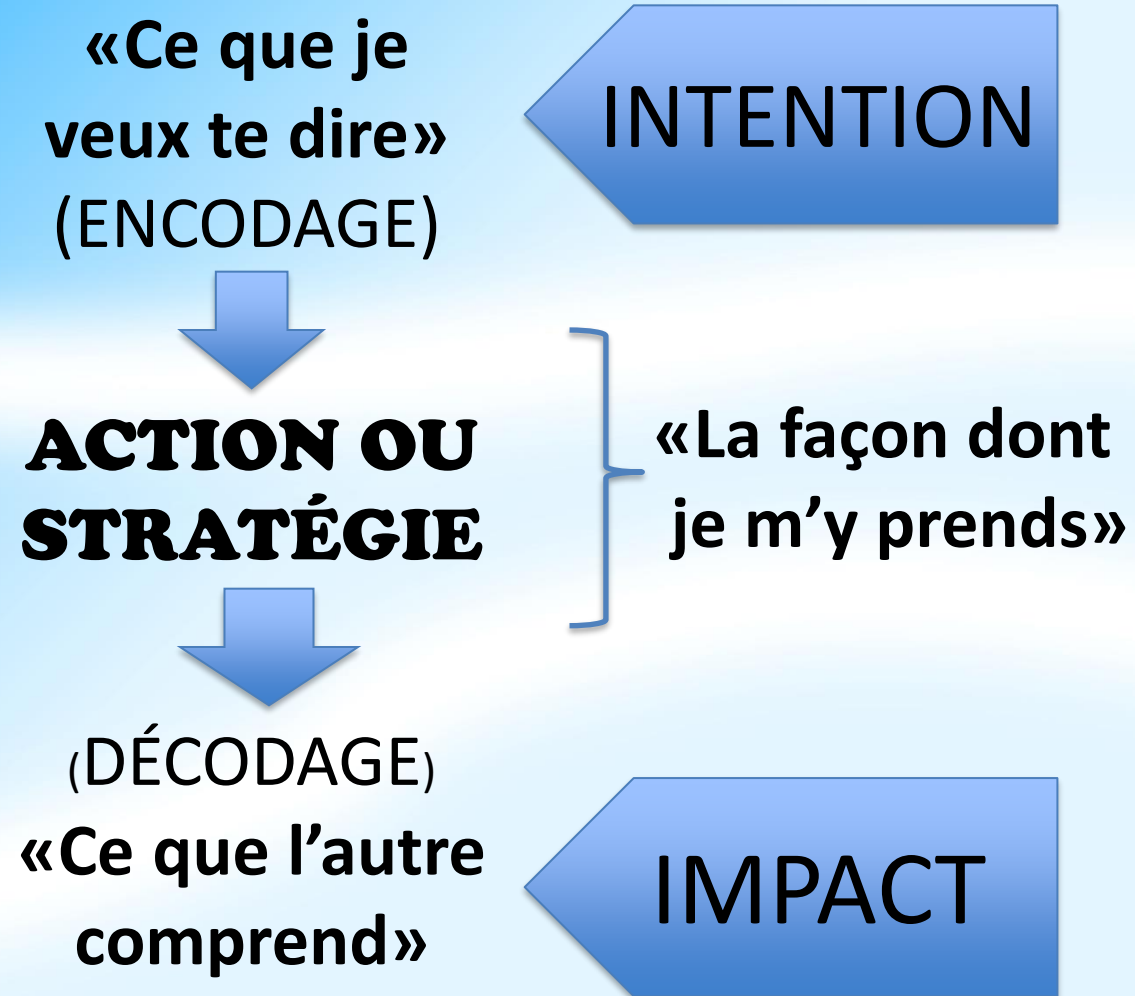 «Ce que je
veux te dire»
(ENCODAGE)
INTENTION
ACTION OU
STRATÉGIE
«La façon dont
je m’y prends»
(DÉCODAGE)
«Ce que l’autre
comprend»
IMPACT